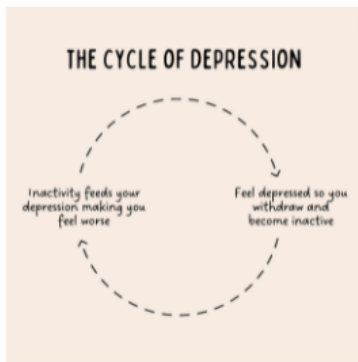 THE CYCLE OF DEPRESSION
Inactivity feeds your
depression making you
feel worse
Feel depressed so you
withdraw and
become inactive